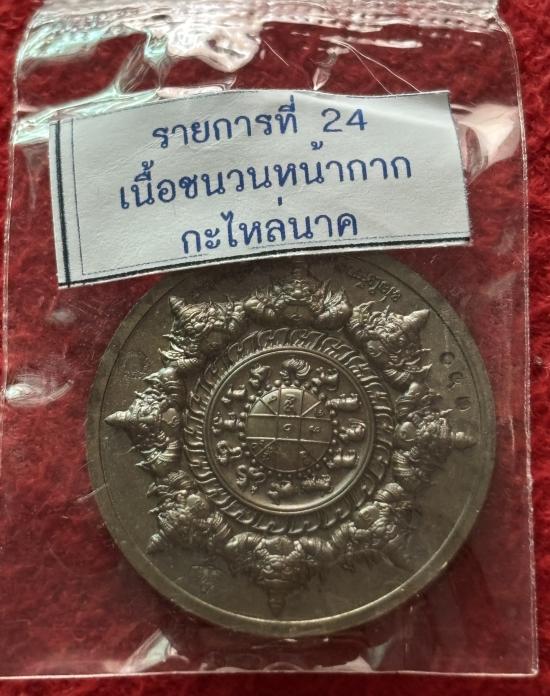 รายการที่ 24
เนื้อชนวนหน้ากาก
กะไหล่นาค